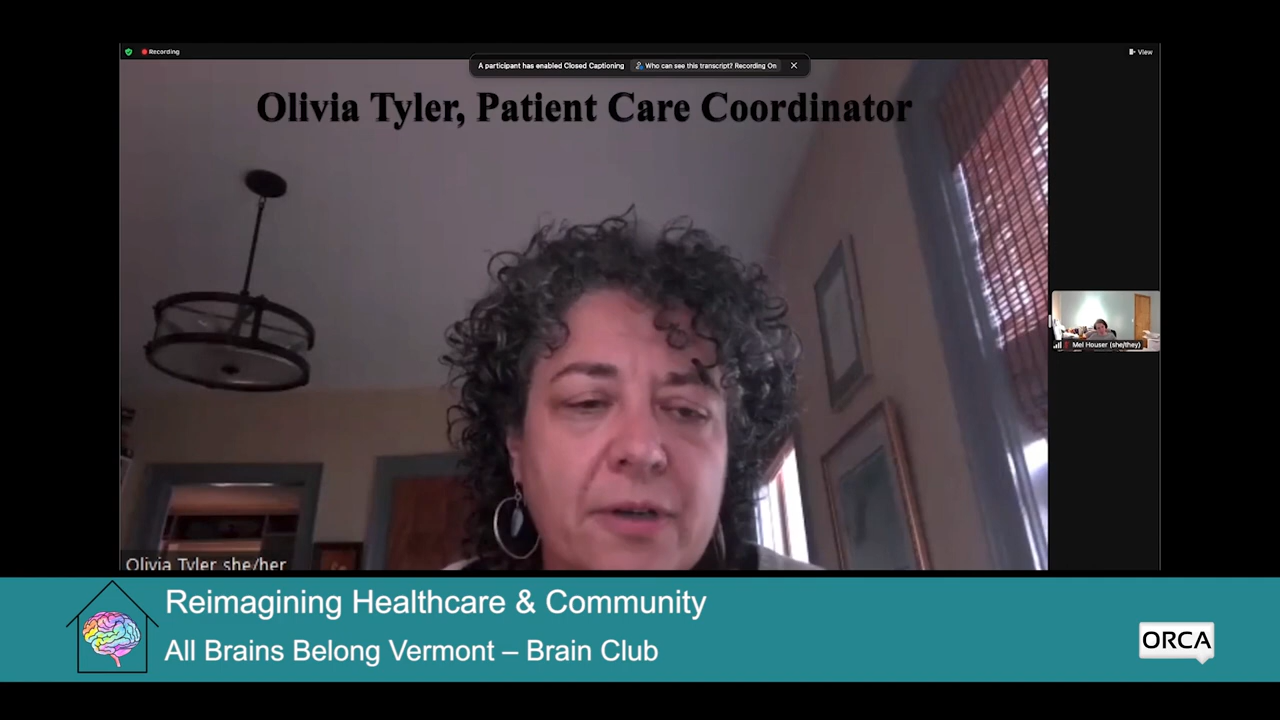 Recording
View
A participant has enabled Closed Captioning
Who can see this transcript? Recording On
Olivia Tyler, Patient Care Coordinator
Mel Houser (she/they)
Olivia Tyler she/her
Reimagining Healthcare & Community
All Brains Belong Vermont – Brain Club
ORCA